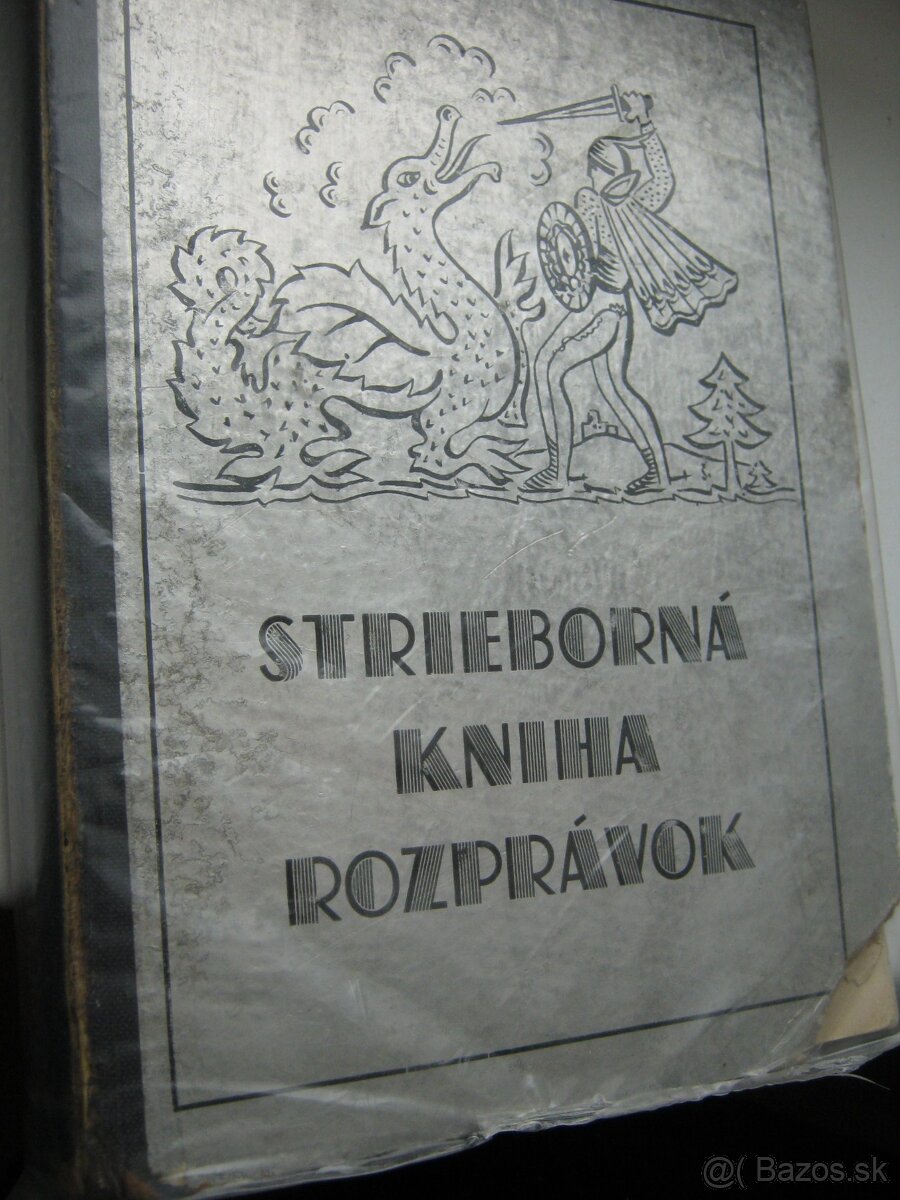 STRIEBORNÁ
KNIHA
ROZPRÁVOK
@( Bazos.sk